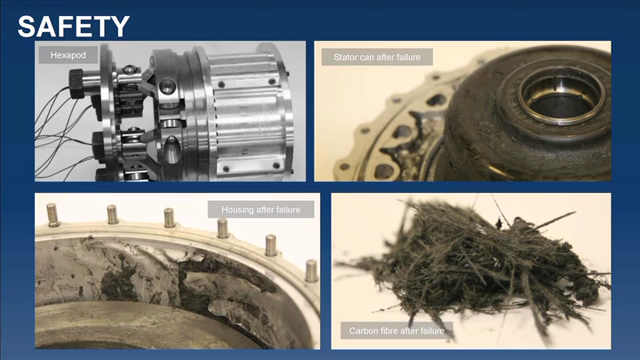 SAFETY
Hexapod
Stator can after failure
Housing after failure
Carbon fibre after failure